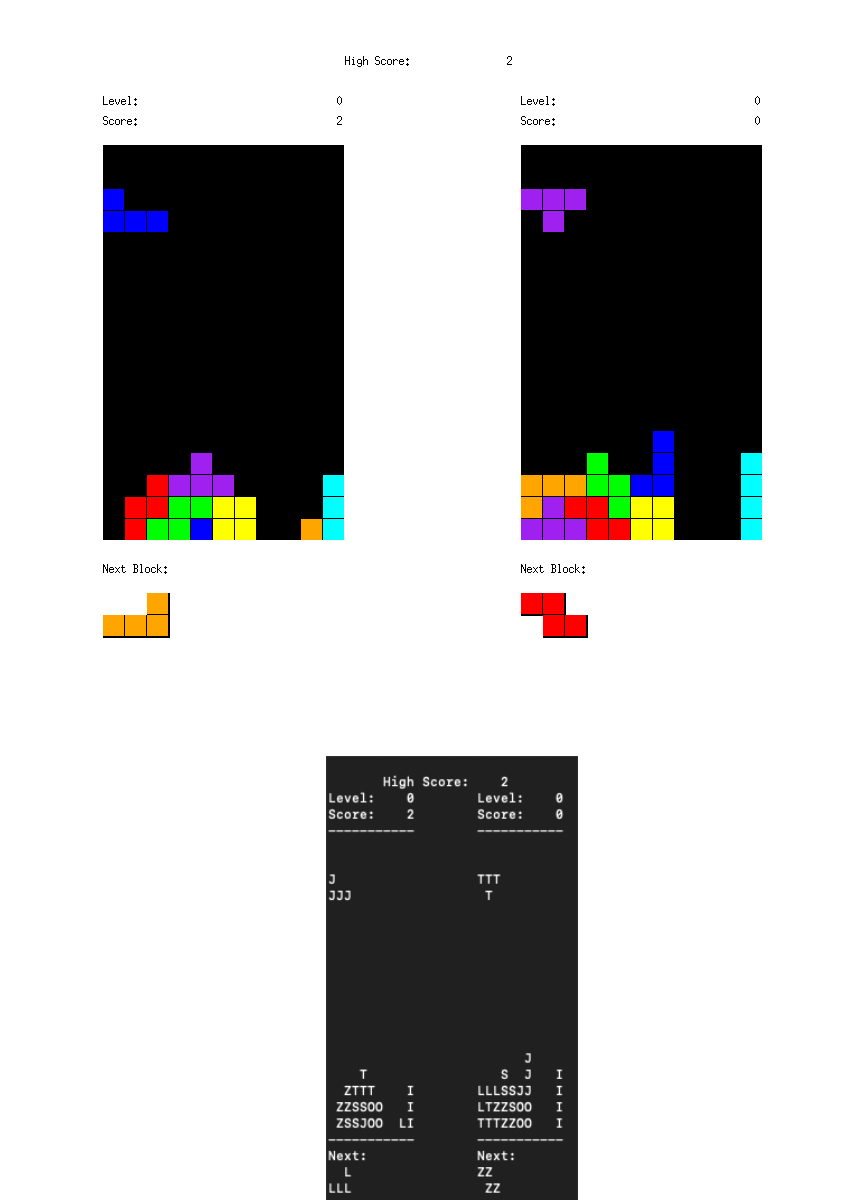 High Score: 2
Level: 0 Level: 0
Score: 2 Score: 0
Next Block: Next Block:
High Score: 2
Level: 0 Level: 0
Score: 2 Score: 0
----------- -----------
J TTT
JJJ T
J
T S J I
ZTTT I LLLSSJJ I
ZZSSOO I LTZZSOO I
ZSSJOO LI TTTZZOO I
----------- -----------
Next: Next:
L ZZ
LLL ZZ